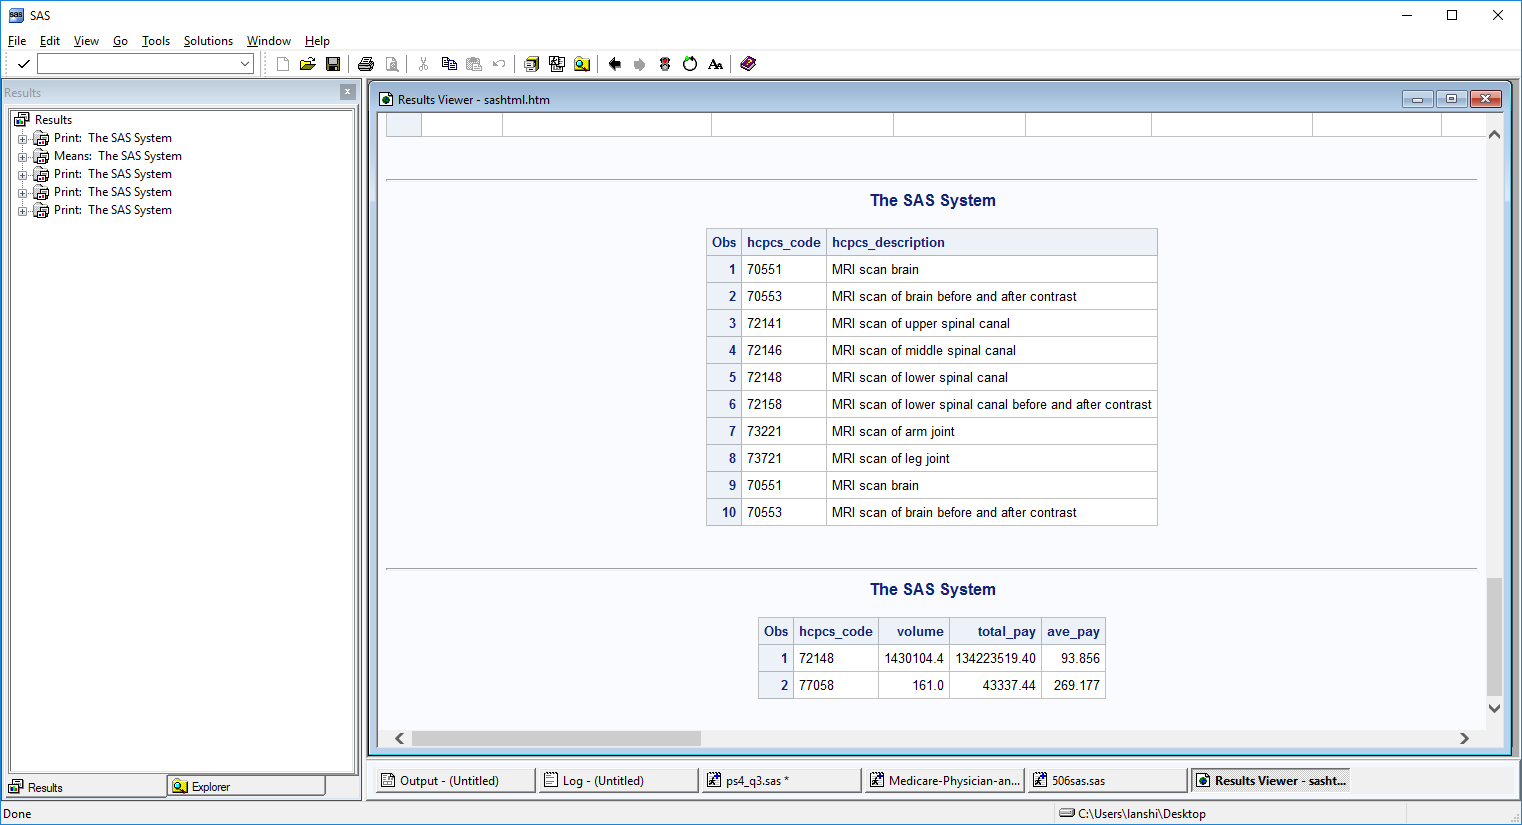 SAS
File Edit View Go Tools Solutions Window Help
Results
Results
Print: The SAS System
Means: The SAS System
Print: The SAS System
Print: The SAS System
Print: The SAS System
Results Explorer
Results Viewer - sashtml.htm
The SAS System
Obs hcpcs_code hcpcs_description
1 70551 MRI scan brain
2 70553 MRI scan of brain before and after contrast
3 72141 MRI scan of upper spinal canal
4 72146 MRI scan of middle spinal canal
5 72148 MRI scan of lower spinal canal
6 72158 MRI scan of lower spinal canal before and after contrast
7 73221 MRI scan of arm joint
8 73721 MRI scan of leg joint
9 70551 MRI scan brain
10 70553 MRI scan of brain before and after contrast
The SAS System
Obs hcpcs_code volume total_pay ave_pay
1 72148 1430104.4 134223519.40 93.856
2 77058 161.0 43337.44 269.177
Output - (Untitled) Log - (Untitled) ps4_q3.sas * Medicare-Physician-an... 506sas.sas Results Viewer - sasht...
Done C:\Users\lanshi\Desktop